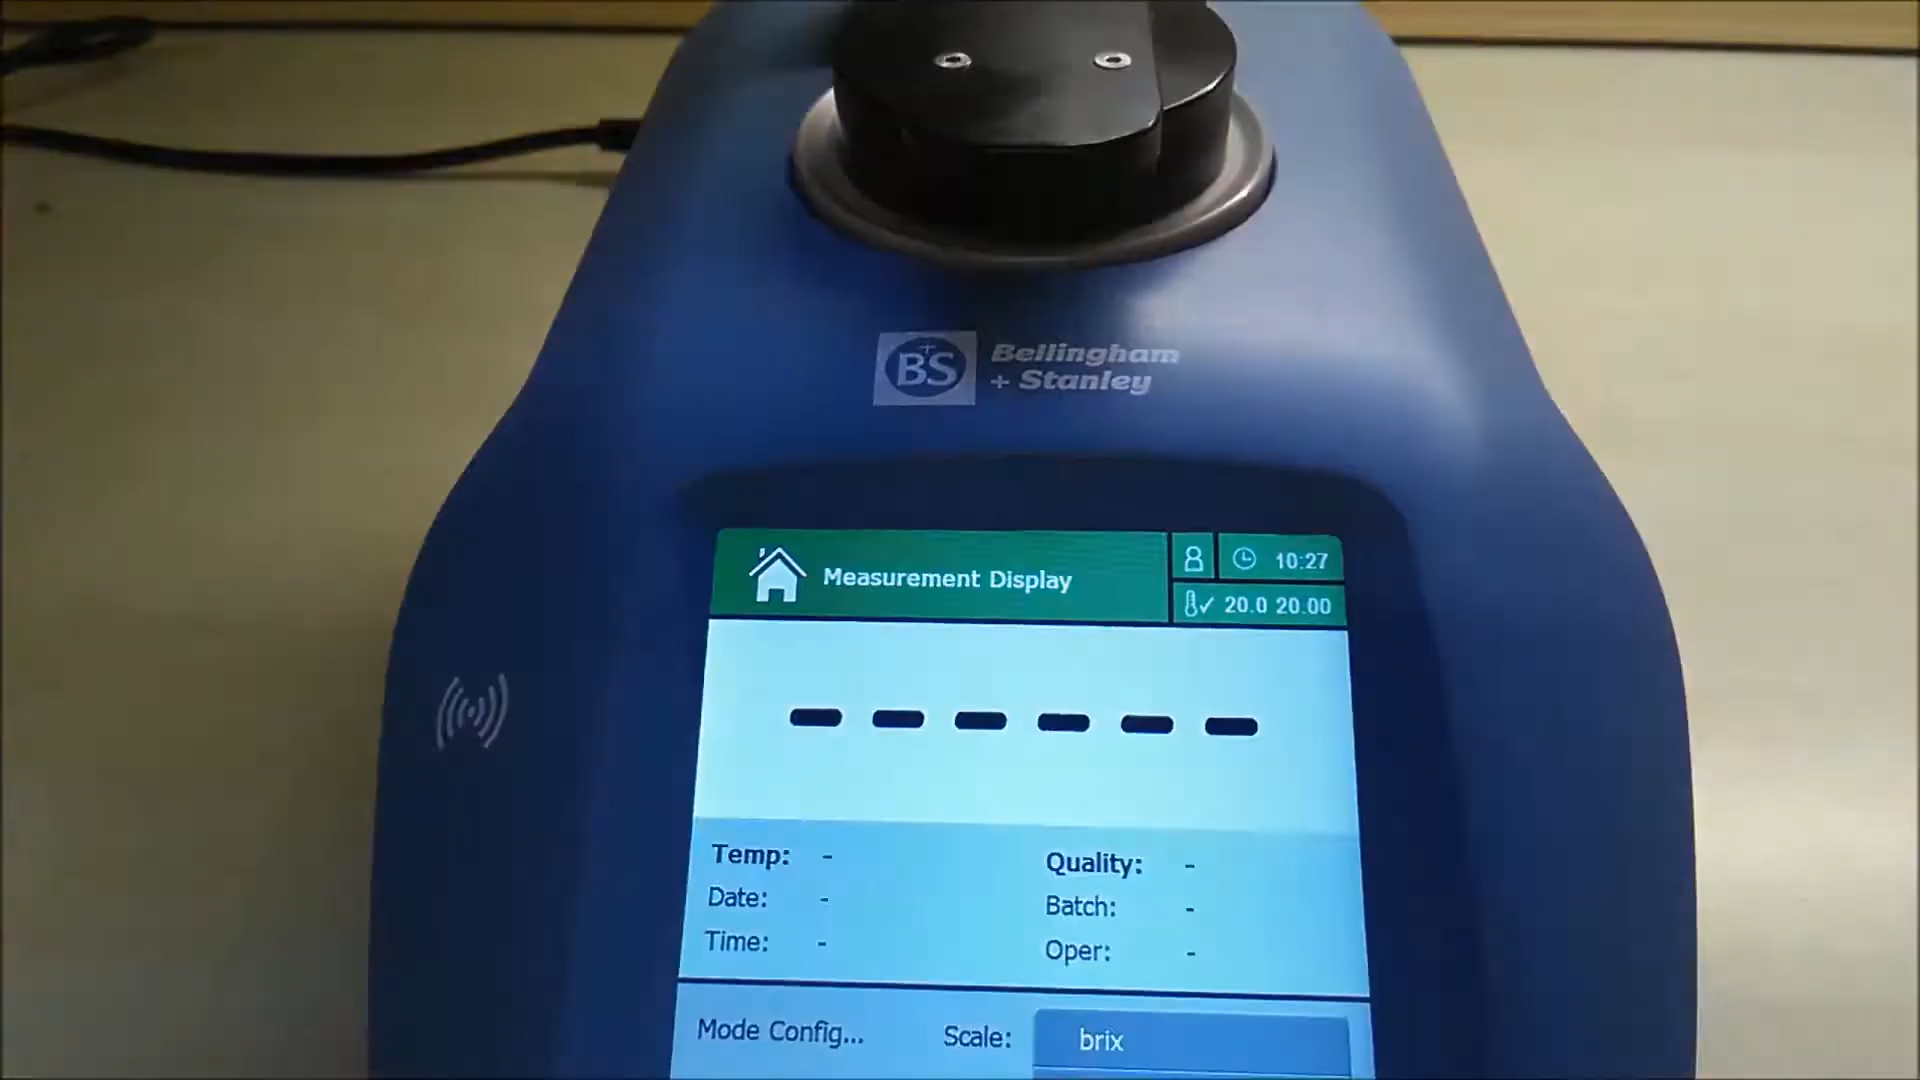 BS
Bellingham
+ Stanley
Measurement Display
10:27
20.0 20.00
------
Temp: -
Quality: -
Date: -
Batch: -
Time: -
Oper: -
Mode Config...
Scale:
brix